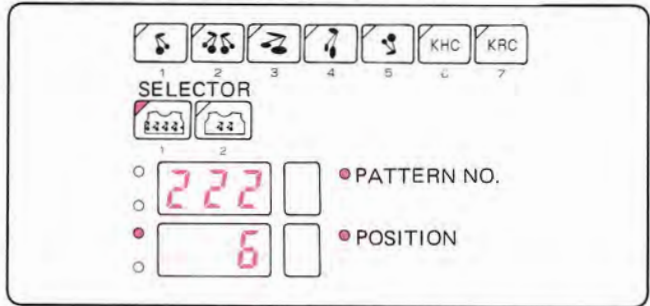 KHC KRC
1 2 3 4 5 6 7
SELECTOR
1 2
222 PATTERN NO.
6 POSITION